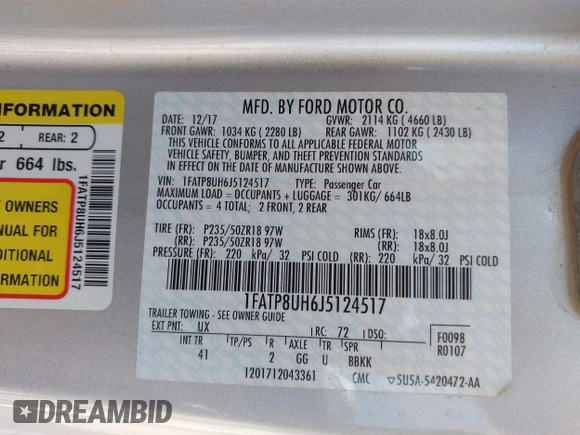 INFORMATION
2 REAR: 2
r 664 lbs.
OWNERS
MANUAL FOR
DITIONAL
ORMATION
1FATP8UH6J5124517
MFD. BY FORD MOTOR CO.
DATE: 12/17 GVWR: 2114 KG ( 4660 LB)
FRONT GAWR: 1034 KG ( 2280 LB) REAR GAWR: 1102 KG ( 2430 LB)
THIS VEHICLE CONFORMS TO ALL APPLICABLE FEDERAL MOTOR
VEHICLE SAFETY, BUMPER, AND THEFT PREVENTION STANDARDS
IN EFFECT ON THE DATE OF MANUFACTURE SHOWN ABOVE.
VIN: 1FATP8UH6J5124517 TYPE: Passenger Car
MAXIMUM LOAD = OCCUPANTS + LUGGAGE = 301KG/ 664LB
OCCUPANTS = 4 TOTAL; 2 FRONT, 2 REAR
TIRE (FR): P235/50ZR18 97W RIMS (FR): 18x8.0J
(RR): P235/50ZR18 97W (RR): 18x8.0J
PRESSURE (FR): 220 kPa/ 32 PSI COLD (RR): 220 kPa/ 32 PSI COLD
1FATP8UH6J5124517
TRAILER TOWING - SEE OWNER GUIDE
EXT PNT: UX RC: 72 DSO: F0098
INT TR TP/PS R AXLE TR SPR R0107
41 2 GG U BBKK
1201712043361 CMC ▽5U5A-5420472-AA
DREAMBID